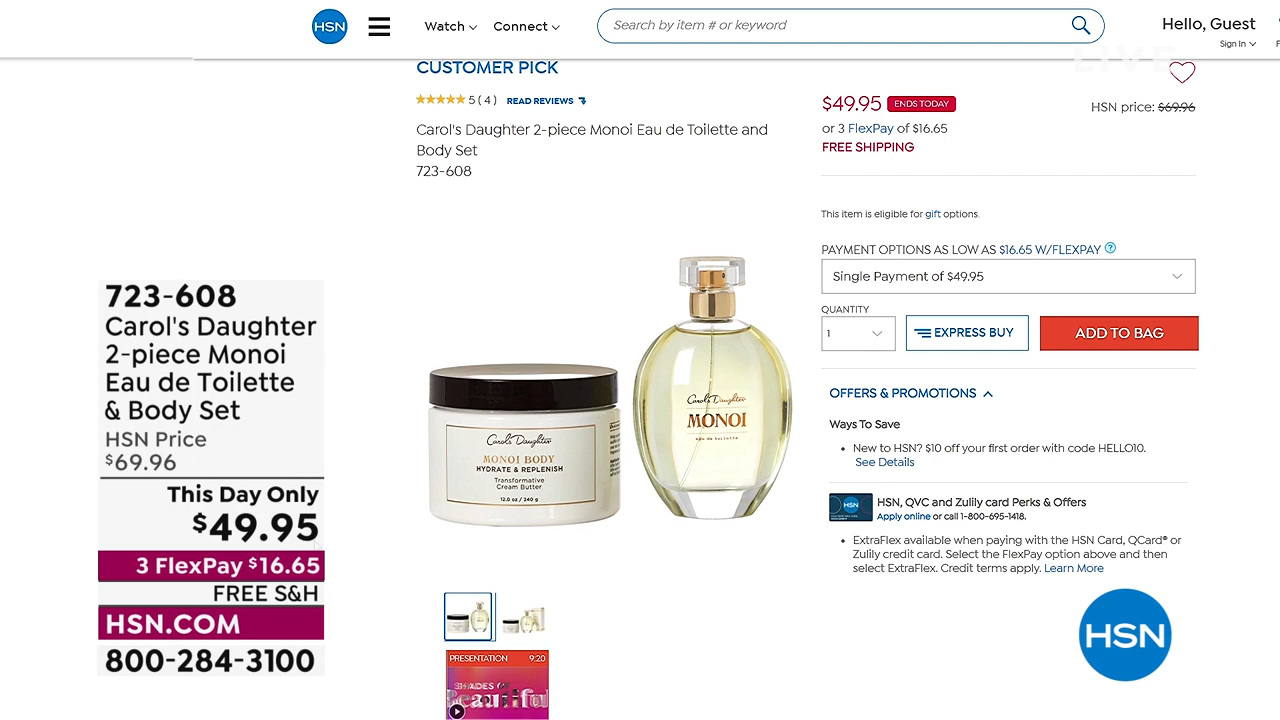 HSN
Watch
Connect
Search by item # or keyword
Hello, Guest
Sign In
LIVE
CUSTOMER PICK
5 ( 4 )
READ REVIEWS
Carol's Daughter 2-piece Monoi Eau de Toilette and
Body Set
723-608
$49.95
ENDS TODAY
HSN price: $69.96
or 3 FlexPay of $16.65
FREE SHIPPING
This item is eligible for gift options.
PAYMENT OPTIONS AS LOW AS $16.65 W/FLEXPAY ?
Single Payment of $49.95
QUANTITY
1
EXPRESS BUY
ADD TO BAG
OFFERS & PROMOTIONS
Ways To Save
• New to HSN? $10 off your first order with code HELLO10.
See Details
HSN
HSN, QVC and Zulily card Perks & Offers
Apply online or call 1-800-695-1418.
• ExtraFlex available when paying with the HSN Card, QCard® or
Zulily credit card. Select the FlexPay option above and then
select ExtraFlex. Credit terms apply. Learn More
HSN
723-608
Carol's Daughter
2-piece Monoi
Eau de Toilette
& Body Set
HSN Price
$69.96
This Day Only
$49.95
3 FlexPay $16.65
FREE S&H
HSN.COM
800-284-3100
Carol's Daughter
MONOI BODY
HYDRATE & REPLENISH
Transformative
Cream Butter
12.0 oz / 340 g
Carol's Daughter
MONOI
eau de toilette
PRESENTATION 9:20
SHADES OF
Beautiful